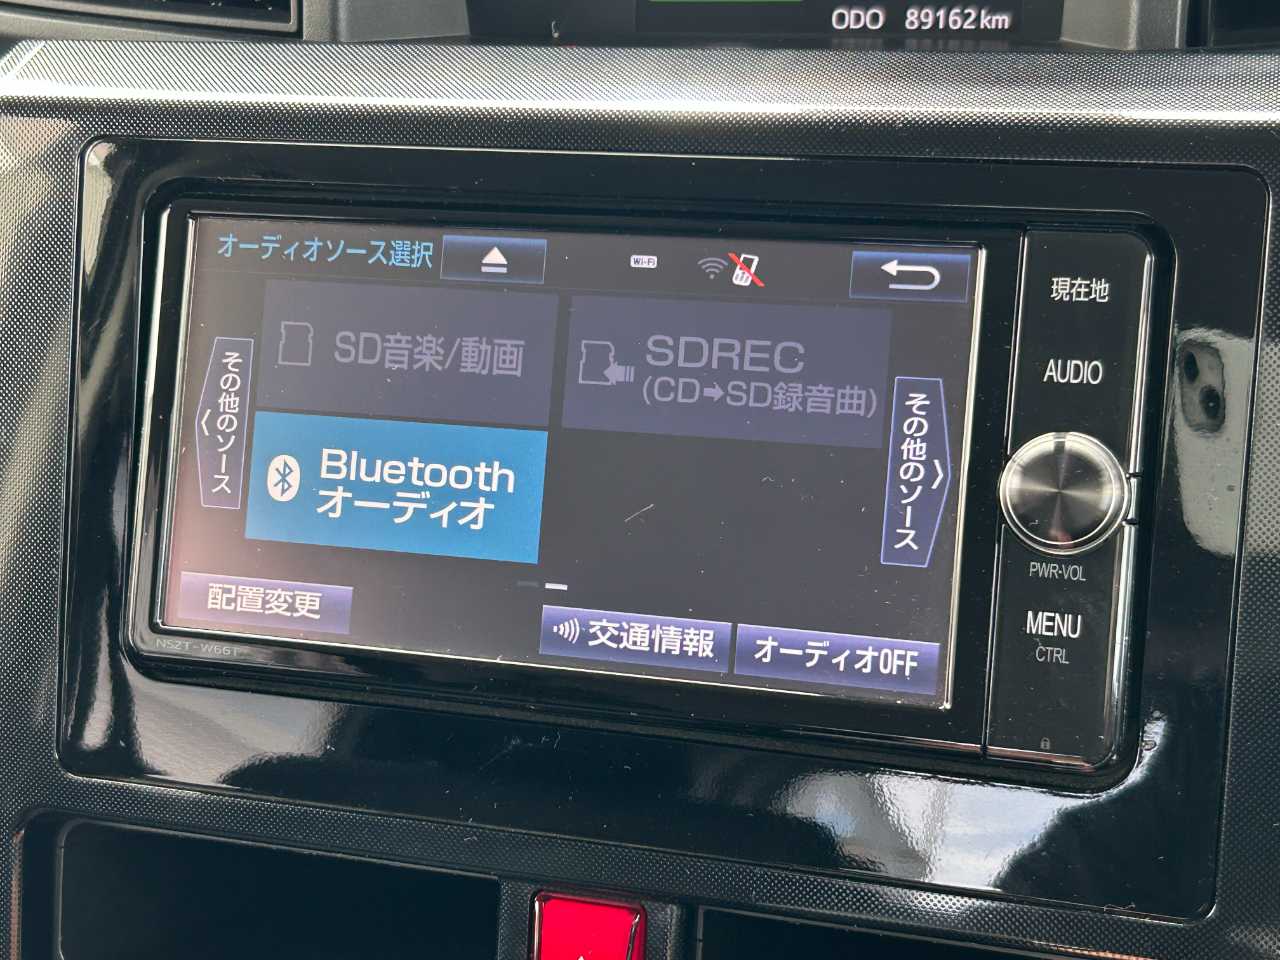 ODO 89162km
オーディオソース選択
Wi-Fi
現在地
SD音楽/動画
SDREC
(CD➡SD録音曲)
AUDIO
その他のソース
Bluetooth
オーディオ
その他のソース
PWR-VOL
配置変更
交通情報
オーディオOFF
MENU
CTRL
NSZT-W66T